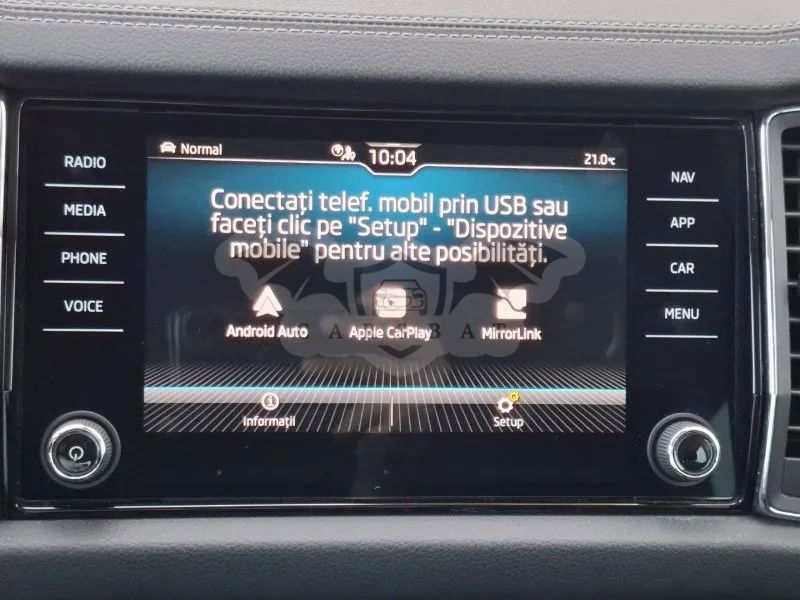 RADIO
MEDIA
PHONE
VOICE
Normal
10:04
21.0°C
Conectați telef. mobil prin USB sau
faceți clic pe "Setup" - "Dispozitive
mobile" pentru alte posibilități.
Android Auto
Apple CarPlay
MirrorLink
Informații
Setup
NAV
APP
CAR
MENU